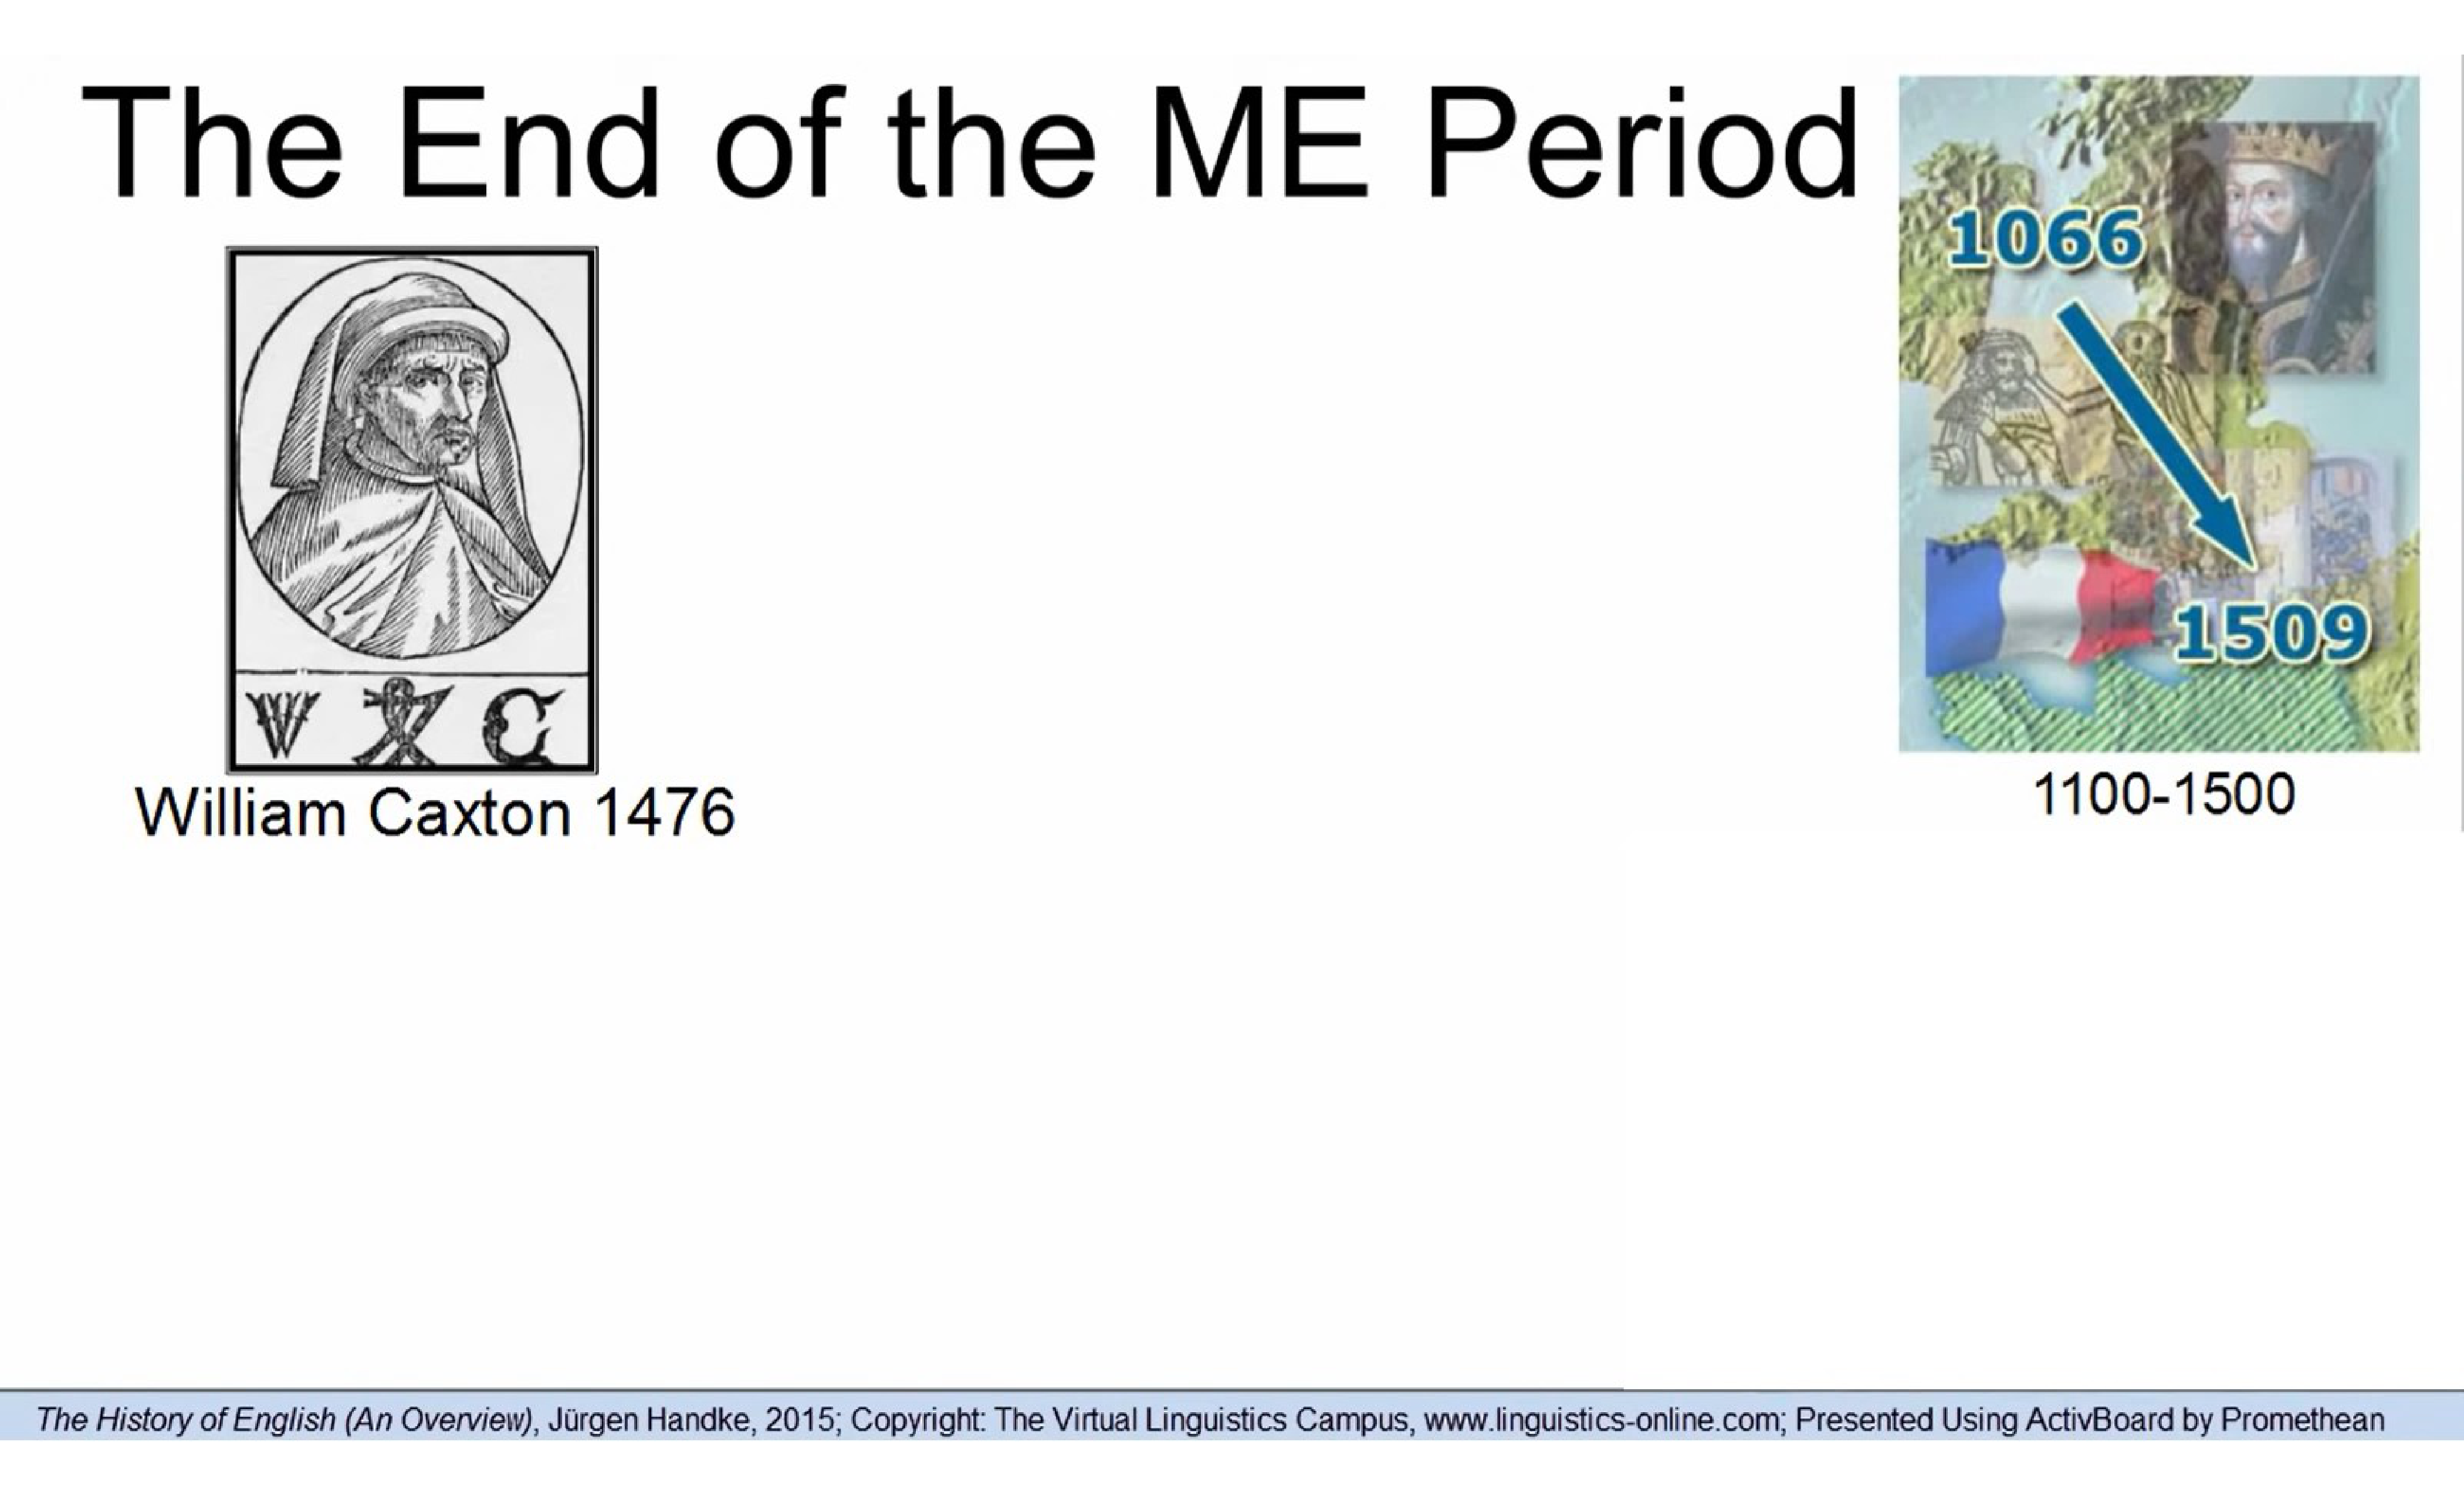 The End of the ME Period
1066
1509
W C
William Caxton 1476
1100-1500
The History of English (An Overview), Jürgen Handke, 2015; Copyright: The Virtual Linguistics Campus, www.linguistics-online.com; Presented Using ActivBoard by Promethean